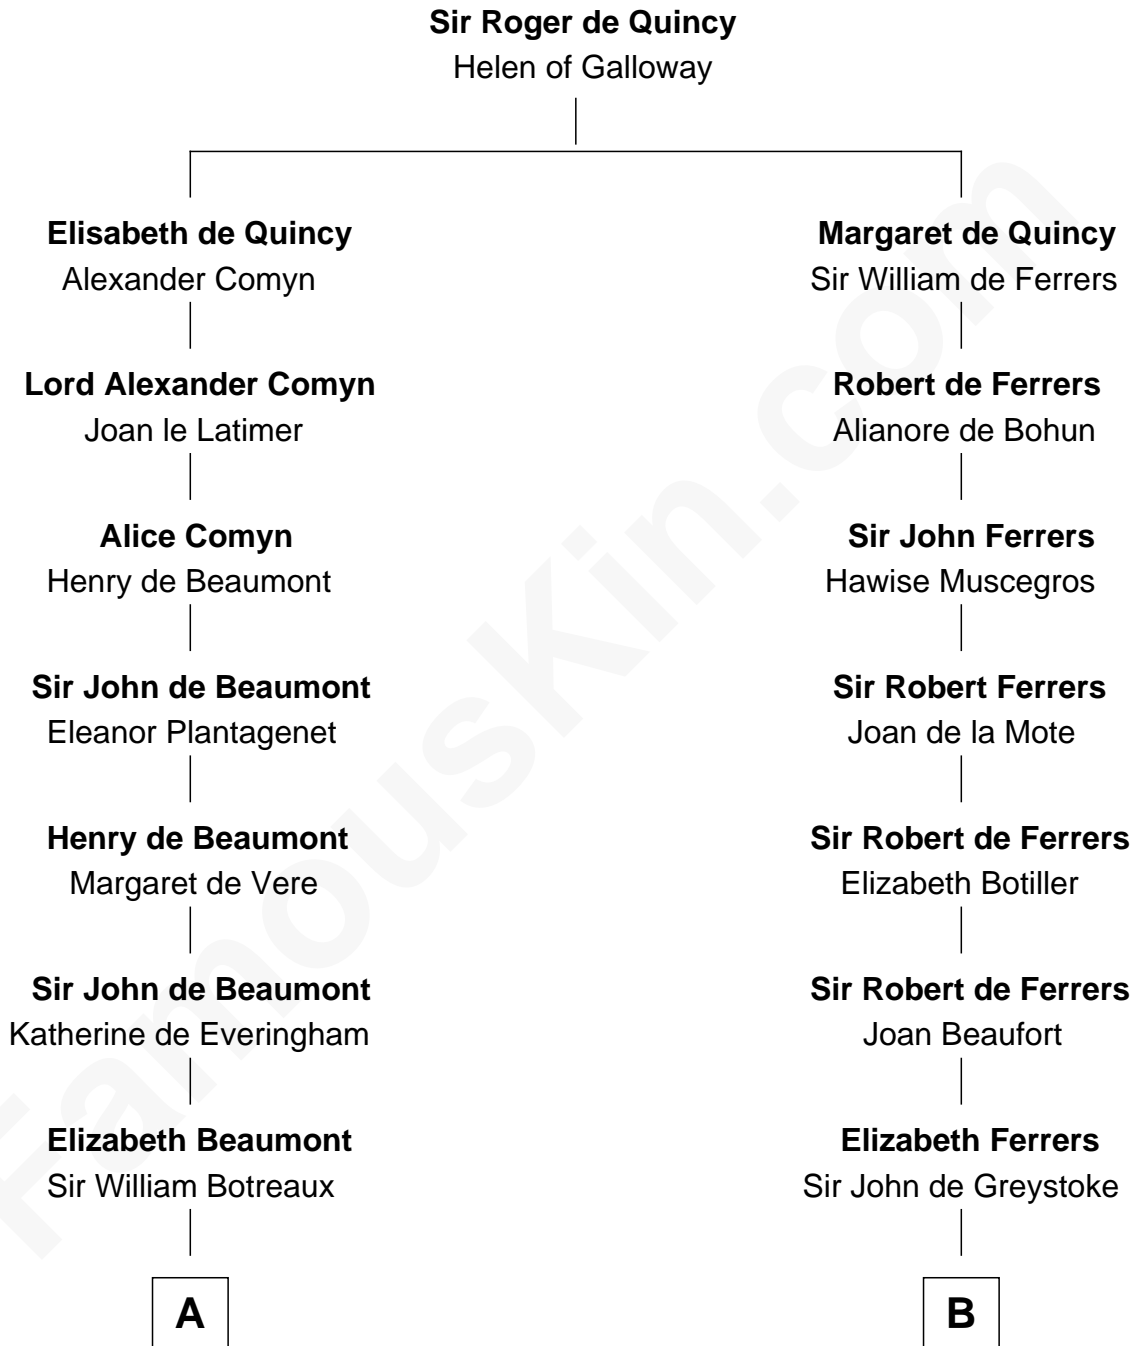 Sir Roger de Quincy
Helen of Galloway
Elisabeth de Quincy
Alexander Comyn
Margaret de Quincy
Sir William de Ferrers
Lord Alexander Comyn
Joan le Latimer
Robert de Ferrers
Alianore de Bohun
Alice Comyn
Henry de Beaumont
Sir John Ferrers
Hawise Muscegros
Sir John de Beaumont
Eleanor Plantagenet
Sir Robert Ferrers
Joan de la Mote
Henry de Beaumont
Margaret de Vere
Sir Robert de Ferrers
Elizabeth Botiller
Sir John de Beaumont
Katherine de Everingham
Sir Robert de Ferrers
Joan Beaufort
Elizabeth Beaumont
Sir William Botreaux
Elizabeth Ferrers
Sir John de Greystoke
A
B
FamousKin.com